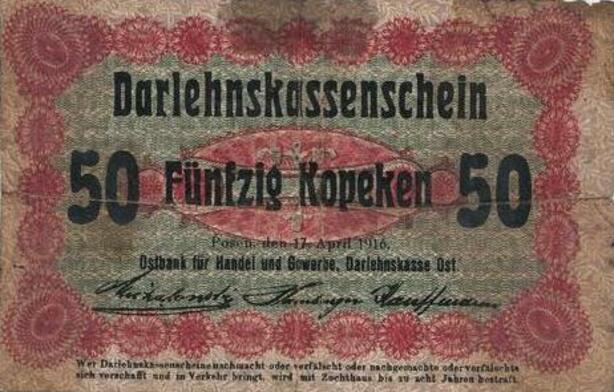 Darlehnskassenschein
50 Fünfzig Kopeken 50
Posen, den 17. April 1916.
Ostbank für Handel und Gewerbe, Darlehnskasse Ost
Kauffmann
Wer Darlehnskassenscheine nachmacht oder verfälscht oder nachgemachte oder verfälschte
sich verschafft und in Verkehr bringt, wird mit Zuchthaus bis zu acht Jahren bestraft.